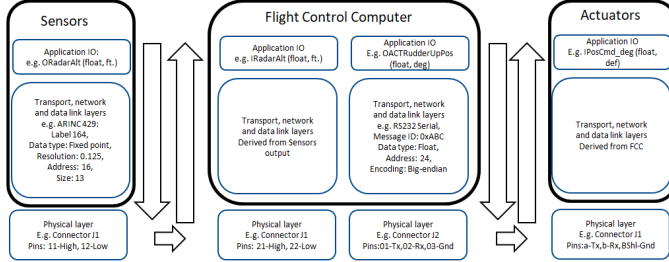 Sensors
Application IO:
e.g. ORadarAlt (float, ft.)
Transport, network
and data link layers
e.g. ARINC 429:
Label 164,
Data type: Fixed point,
Resolution: 0.125,
Address: 16,
Size: 13
Physical layer
E.g. Connector J1
Pins: 11-High, 12-Low
Flight Control Computer
Application IO
e.g. IRadarAlt (float, ft.)
Transport, network
and data link layers
Derived from Sensors
output
Physical layer
E.g. Connector J1
Pins: 21-High, 22-Low
Application IO
E.g. OACTRudderUpPos
(float, deg)
Transport, network
and data link layers
e.g. RS232 Serial,
Message ID: 0xABC
Data type: Float,
Address: 24,
Encoding: Big-endian
Physical layer
E.g. Connector J2
Pins:01-Tx,02-Rx,03-Gnd
Actuators
Application IO
E.g. IPosCmd_deg (float,
def)
Transport, network
and data link layers
Derived from FCC
Physical layer
E.g. Connector J1
Pins:a-Tx,b-Rx,BShl-Gnd